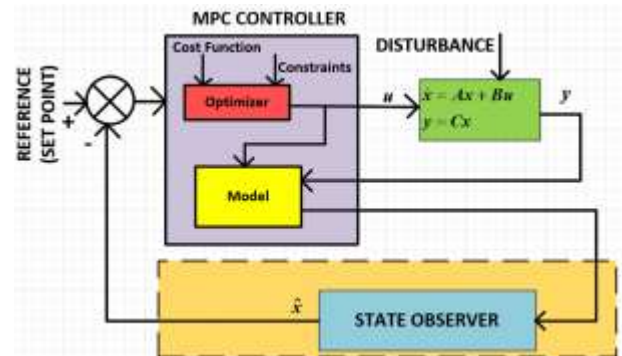 MPC CONTROLLER
Cost Function
Constraints
Optimizer
Model
DISTURBANCE
REFERENCE
(SET POINT)
+
-
u
x = Ax + Bu
y = Cx
y
x̂
STATE OBSERVER